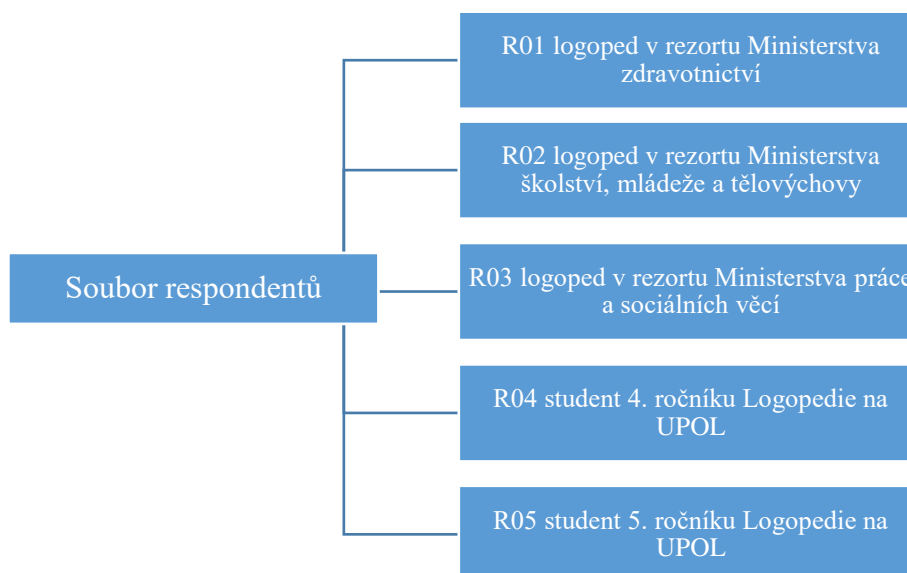 R01 logoped v rezortu Ministerstva
zdravotnictví
R02 logoped v rezortu Ministerstva
školství, mládeže a tělovýchovy
Soubor respondentů
R03 logoped v rezortu Ministerstva práce
a sociálních věcí
R04 student 4. ročníku Logopedie na
UPOL
R05 student 5. ročníku Logopedie na
UPOL